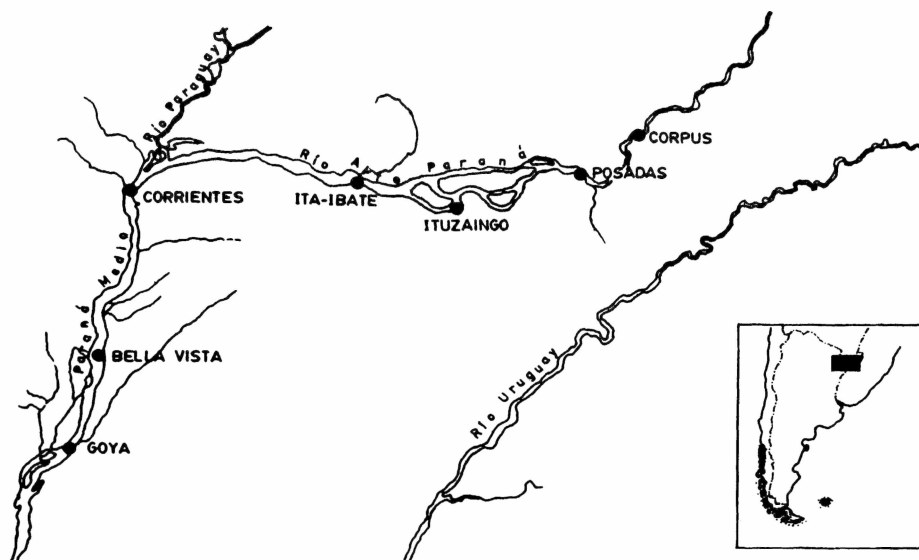 Río Paraguay
CORPUS
Río Alto Paraná
POSADAS
CORRIENTES
ITA-IBATE
ITUZAINGO
Paraná Medio
BELLA VISTA
Río Uruguay
GOYA